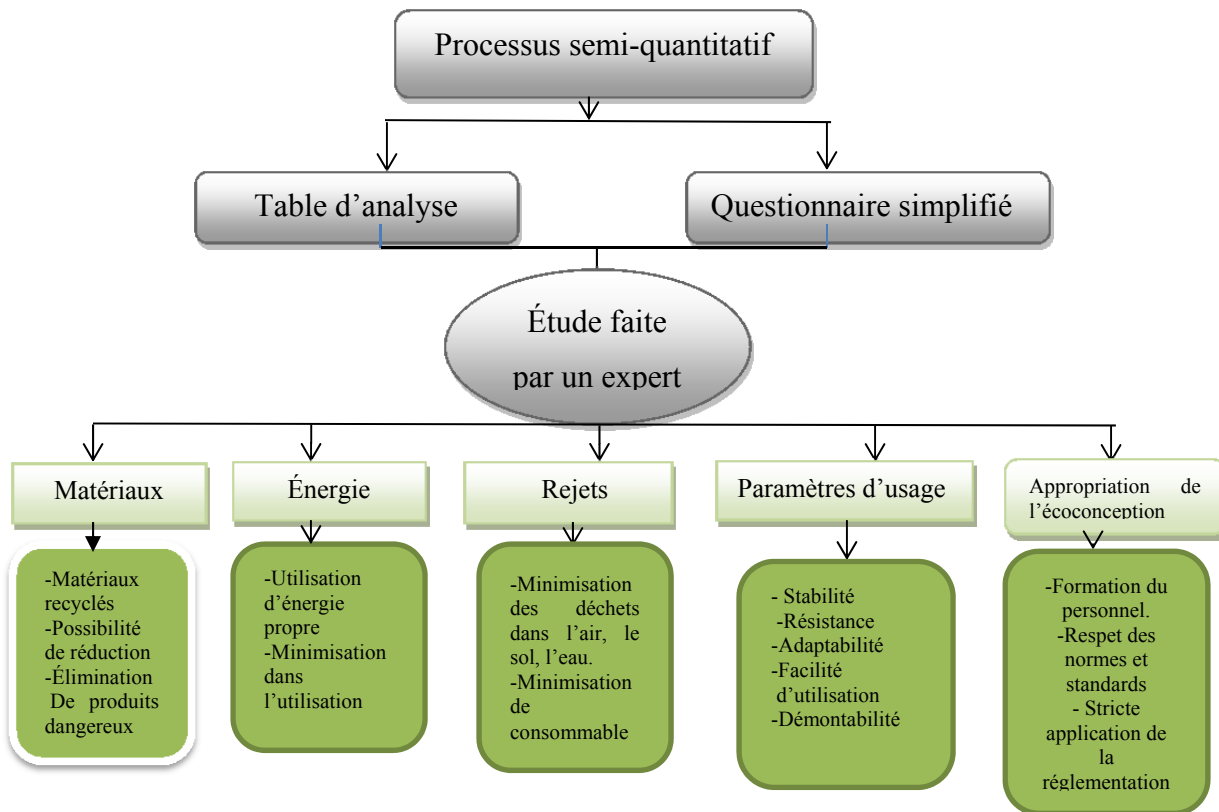 Processus semi-quantitatif
Table d'analyse
Questionnaire simplifié
Étude faite
par un expert
Matériaux
Énergie
Rejets
Paramètres d'usage
Appropriation de
l'écoconception
-Matériaux
recyclés
-Possibilité
de réduction
-Élimination
De produits
dangereux
-Utilisation
d'énergie
propre
-Minimisation
dans
l'utilisation
-Minimisation
des déchets
dans l'air, le
sol, l'eau.
-Minimisation
de
consommable
- Stabilité
-Résistance
-Adaptabilité
-Facilité
d'utilisation
-Démontabilité
-Formation du
personnel.
-Respet des
normes et
standards
- Stricte
application de
la
réglementation